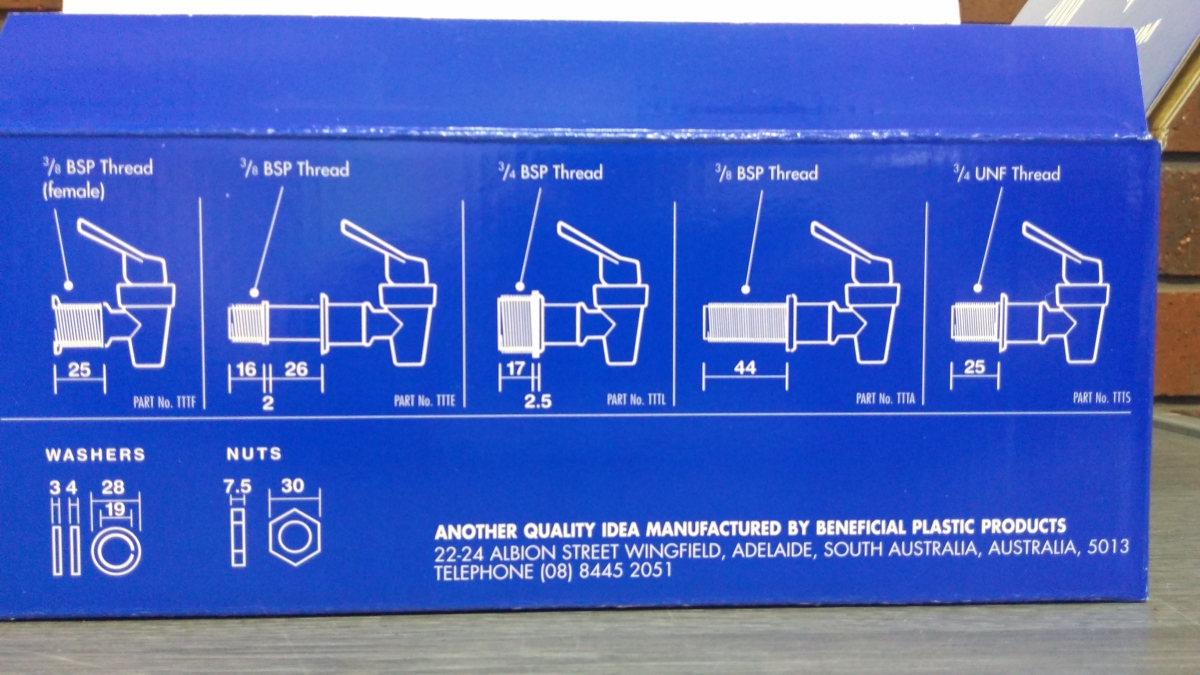 3/8 BSP Thread
(female)
25
PART No. TTTF
3/8 BSP Thread
16 26
2
PART No. TTTE
3/4 BSP Thread
17
2.5
PART No. TTTL
3/8 BSP Thread
44
PART No. TTTA
3/4 UNF Thread
25
PART No. TTTS
WASHERS
3 4 28
19
NUTS
7.5 30
ANOTHER QUALITY IDEA MANUFACTURED BY BENEFICIAL PLASTIC PRODUCTS
22-24 ALBION STREET WINGFIELD, ADELAIDE, SOUTH AUSTRALIA, AUSTRALIA, 5013
TELEPHONE (08) 8445 2051